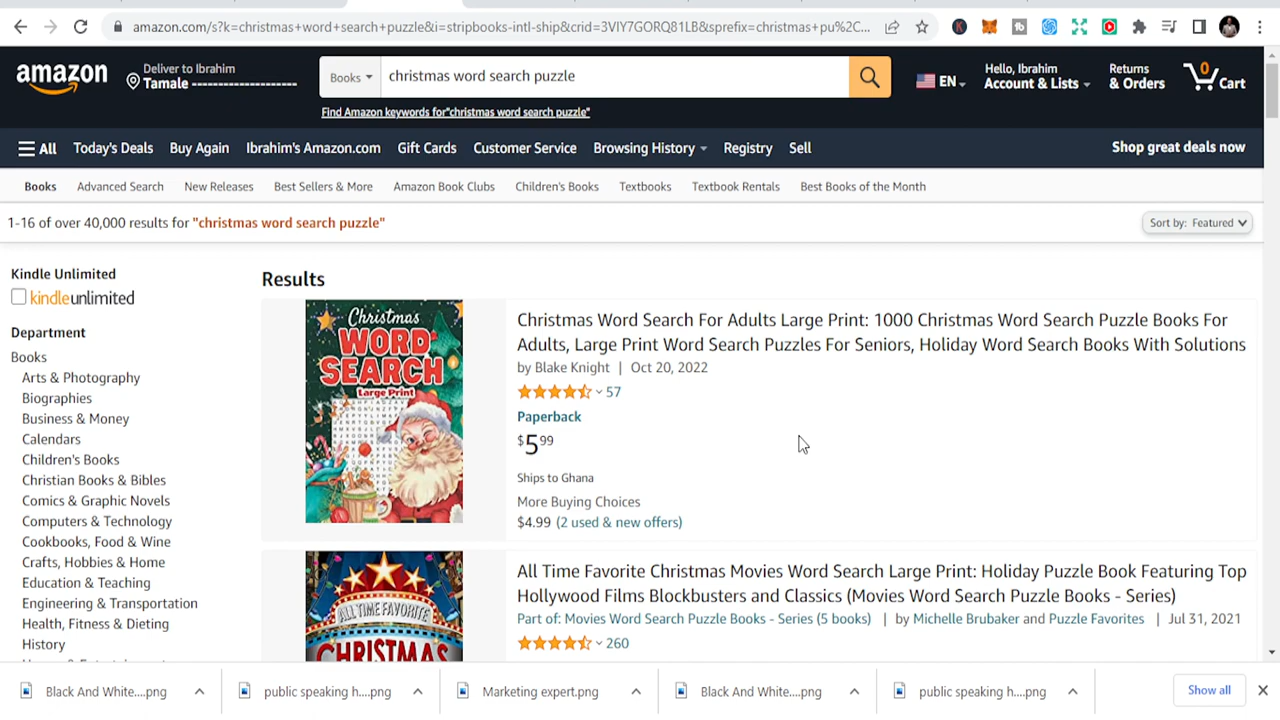 amazon.com/s?k=christmas+word+search+puzzle&i=stripbooks-intl-ship&crid=3VIY7GORQ81LB&sprefix=christmas+pu%2C...
amazon
Deliver to Ibrahim
Tamale
Books
christmas word search puzzle
EN
Hello, Ibrahim
Account & Lists
Returns
& Orders
0
Cart
Find Amazon keywords for"christmas word search puzzle"
All
Today's Deals
Buy Again
Ibrahim's Amazon.com
Gift Cards
Customer Service
Browsing History
Registry
Sell
Shop great deals now
Books
Advanced Search
New Releases
Best Sellers & More
Amazon Book Clubs
Children's Books
Textbooks
Textbook Rentals
Best Books of the Month
1-16 of over 40,000 results for "christmas word search puzzle"
Sort by: Featured
Kindle Unlimited
kindleunlimited
Department
Books
Arts & Photography
Biographies
Business & Money
Calendars
Children's Books
Christian Books & Bibles
Comics & Graphic Novels
Computers & Technology
Cookbooks, Food & Wine
Crafts, Hobbies & Home
Education & Teaching
Engineering & Transportation
Health, Fitness & Dieting
History
Results
Christmas
WORD
SEARCH
Large Print
Christmas Word Search For Adults Large Print: 1000 Christmas Word Search Puzzle Books For
Adults, Large Print Word Search Puzzles For Seniors, Holiday Word Search Books With Solutions
by Blake Knight | Oct 20, 2022
57
Paperback
$5.99
Ships to Ghana
More Buying Choices
$4.99 (2 used & new offers)
ALL TIME FAVORITE
CHRISTMAS
All Time Favorite Christmas Movies Word Search Large Print: Holiday Puzzle Book Featuring Top
Hollywood Films Blockbusters and Classics (Movies Word Search Puzzle Books - Series)
Part of: Movies Word Search Puzzle Books - Series (5 books) | by Michelle Brubaker and Puzzle Favorites | Jul 31, 2021
260
Black And White....png
public speaking h....png
Marketing expert.png
Black And White....png
public speaking h....png
Show all